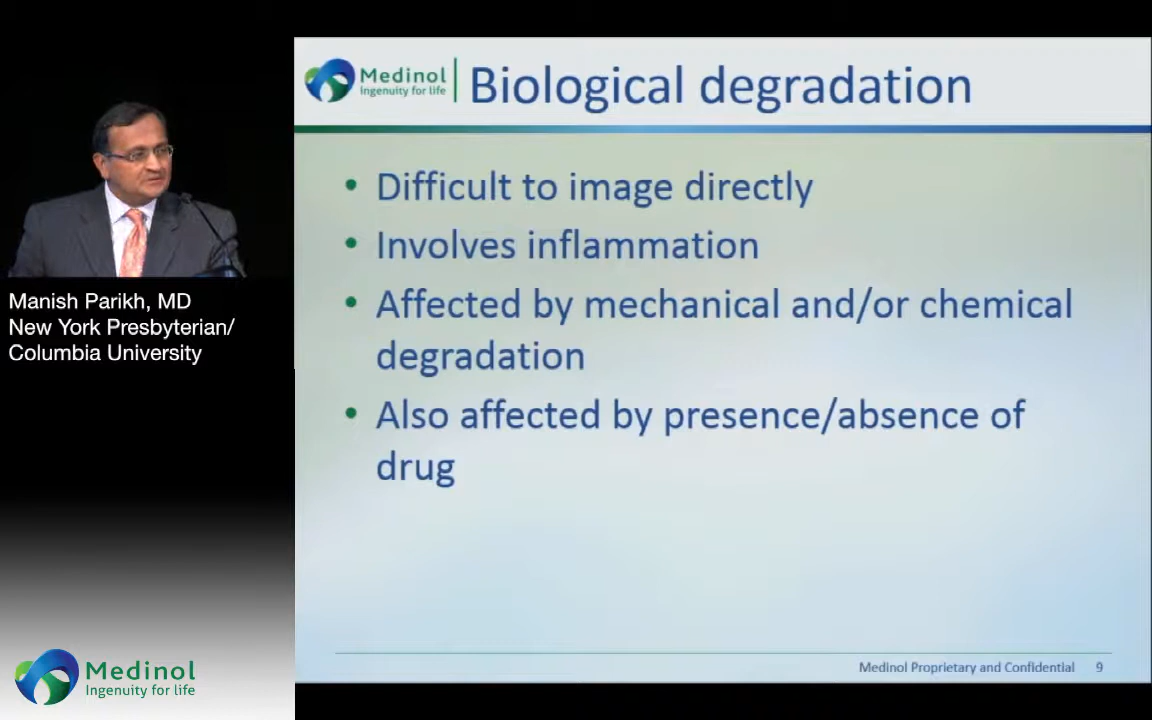 Medinol
Ingenuity for life
Biological degradation
• Difficult to image directly
• Involves inflammation
• Affected by mechanical and/or chemical
degradation
• Also affected by presence/absence of
drug
Medinol Proprietary and Confidential 9
Manish Parikh, MD
New York Presbyterian/
Columbia University
Medinol
Ingenuity for life